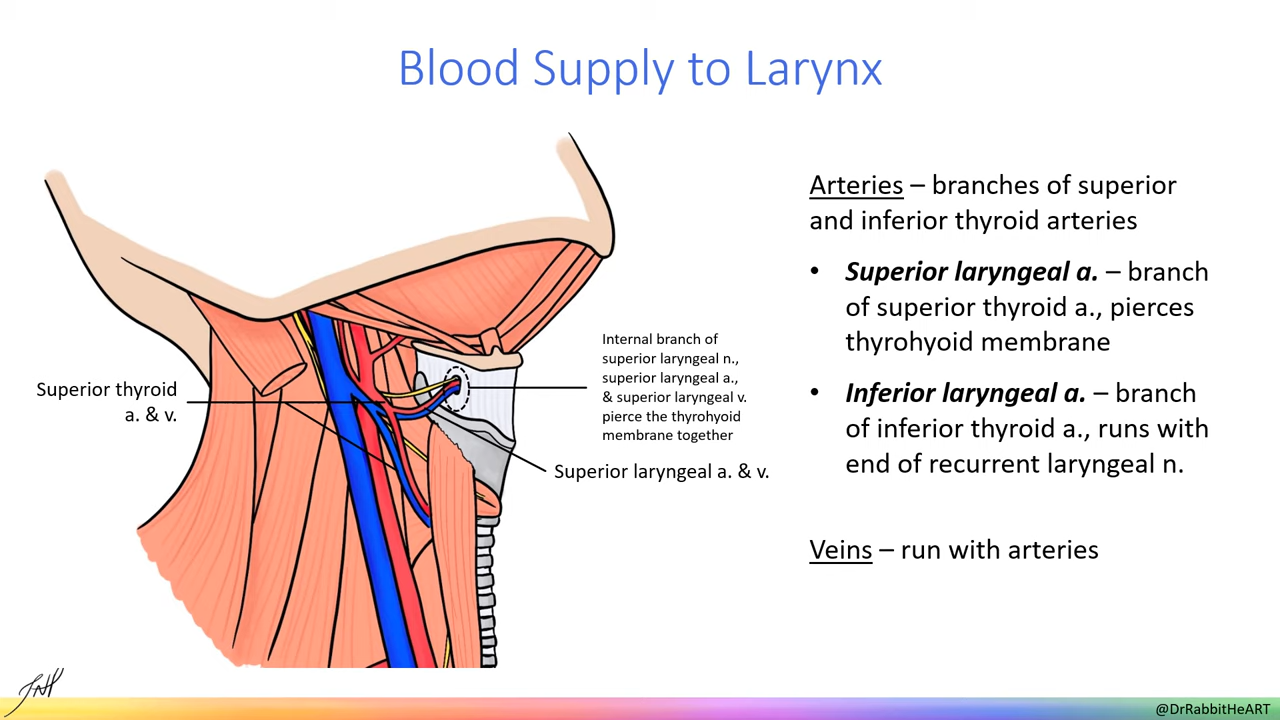 Blood Supply to Larynx
Superior thyroid
a. & v.
Internal branch of
superior laryngeal n.,
superior laryngeal a.,
& superior laryngeal v.
pierce the thyrohyoid
membrane together
Superior laryngeal a. & v.
Arteries – branches of superior
and inferior thyroid arteries
• Superior laryngeal a. – branch
of superior thyroid a., pierces
thyrohyoid membrane
• Inferior laryngeal a. – branch
of inferior thyroid a., runs with
end of recurrent laryngeal n.
Veins – run with arteries
@DrRabbitHeART